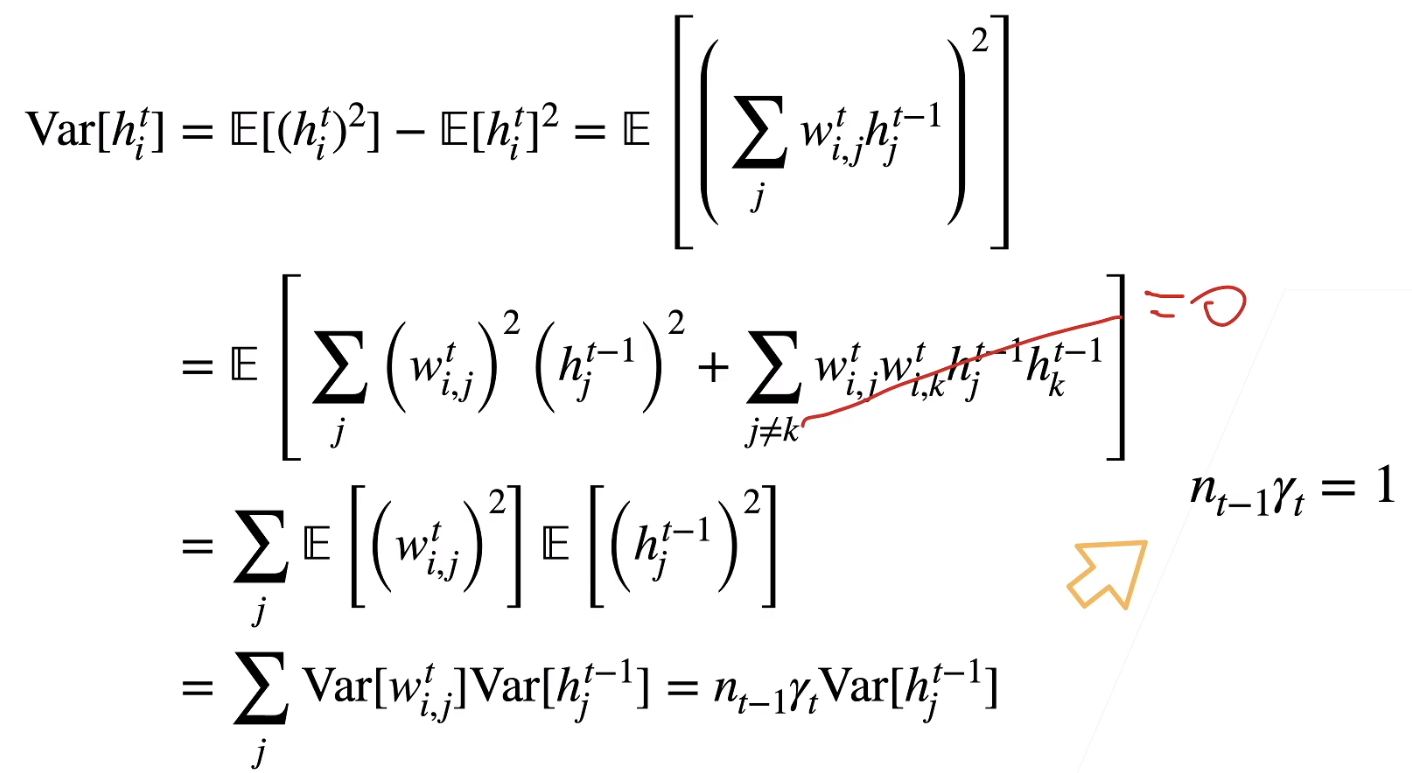 Var[h_i^t] = 𝔼[(h_i^t)^2] − 𝔼[h_i^t]^2 = 𝔼 [ ( ∑_j w_{i,j}^t h_j^{t−1} )^2 ]
= 𝔼 [ ∑_j (w_{i,j}^t)^2 (h_j^{t−1})^2 + ∑_{j≠k} w_{i,j}^t w_{i,k}^t h_j^{t−1} h_k^{t−1} ] =0
n_{t−1}γ_t = 1
= ∑_j 𝔼 [ (w_{i,j}^t)^2 ] 𝔼 [ (h_j^{t−1})^2 ]
= ∑_j Var[w_{i,j}^t]Var[h_j^{t−1}] = n_{t−1}γ_tVar[h_j^{t−1}]